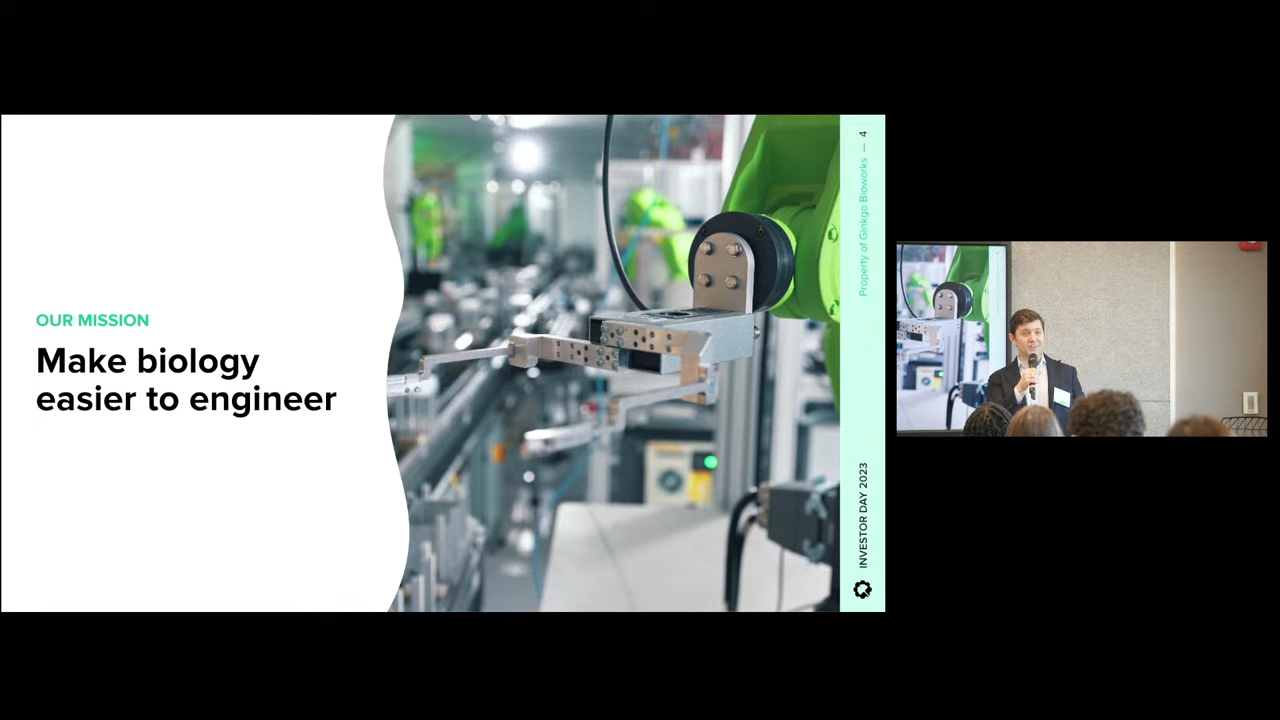 OUR MISSION
Make biology
easier to engineer
Property of Ginkgo Bioworks — 4
INVESTOR DAY 2023